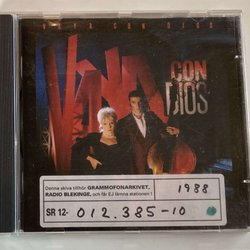 VAYA CON DIOS
VAYA
CON
DIOS
Denna skiva tillhör GRAMMOFONARKIVET,
RADIO BLEKINGE, och får EJ lämna stationen !
1988
SR 12- 012.385-10